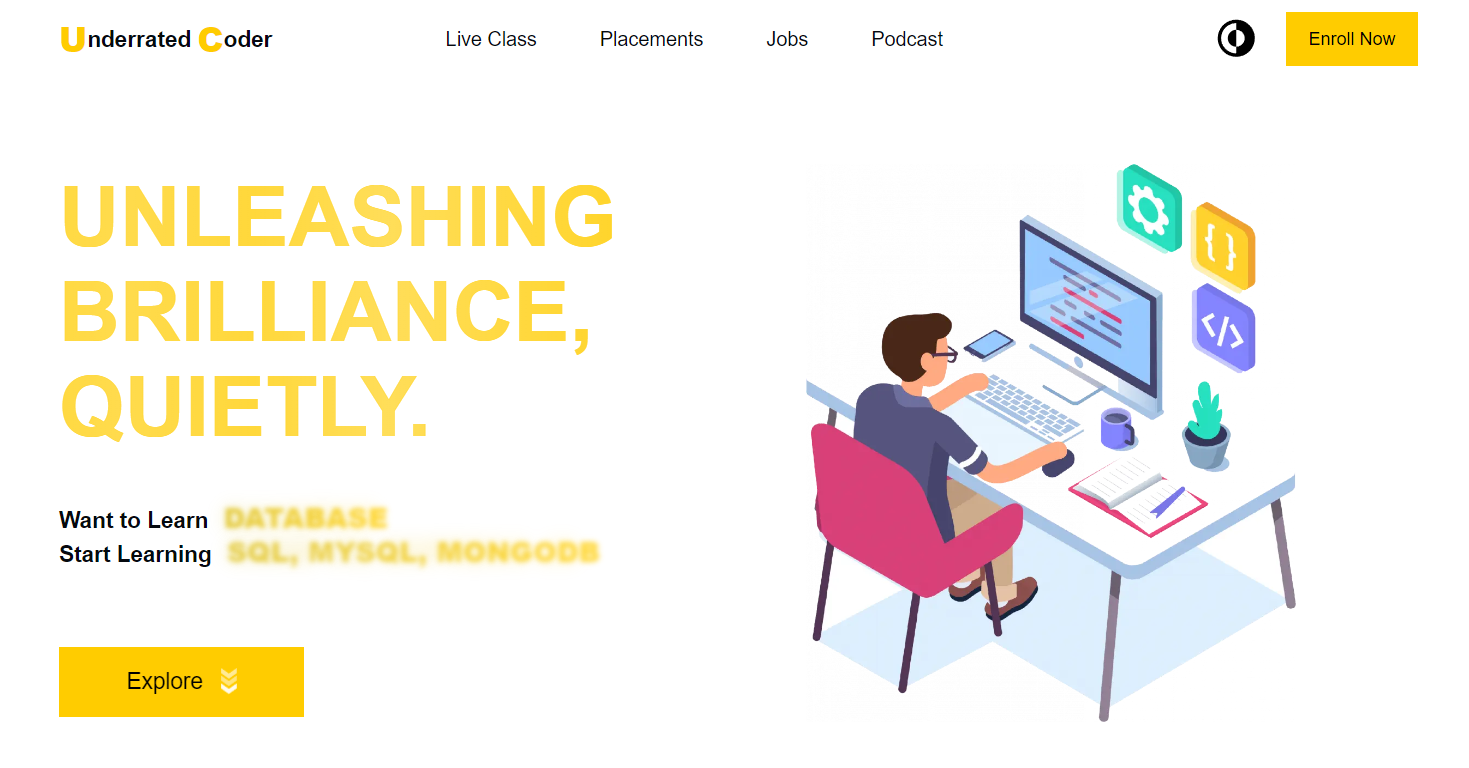 Underrated Coder
Live Class
Placements
Jobs
Podcast
Enroll Now
UNLEASHING
BRILLIANCE,
QUIETLY.
Want to Learn DATABASE
Start Learning SQL, MYSQL, MONGODB
Explore
{ }
</>